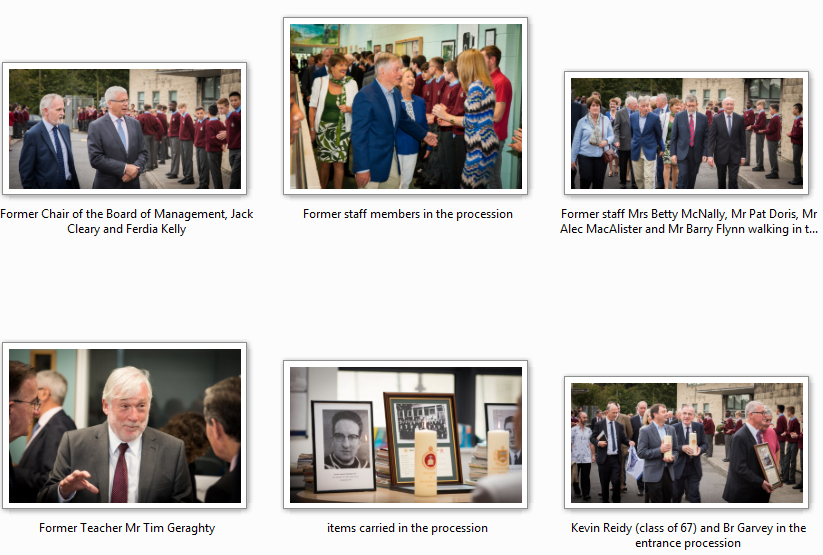 Former Chair of the Board of Management, Jack
Cleary and Ferdia Kelly
Former staff members in the procession
Former staff Mrs Betty McNally, Mr Pat Doris, Mr
Alec MacAlister and Mr Barry Flynn walking in t...
Former Teacher Mr Tim Geraghty
items carried in the procession
Kevin Reidy (class of 67) and Br Garvey in the
entrance procession